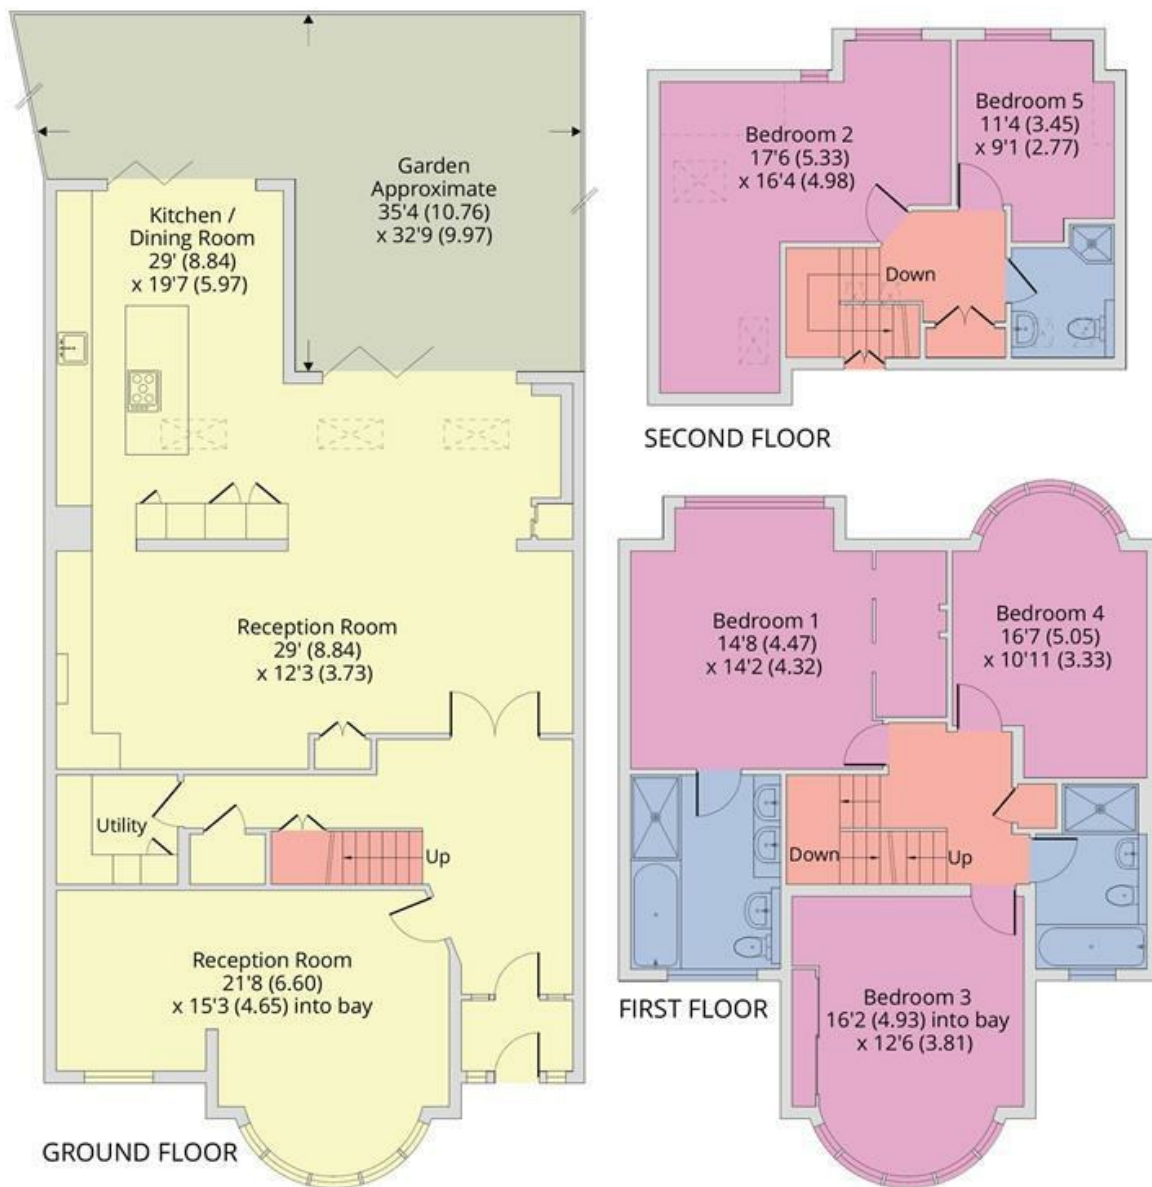 Garden
Approximate
35'4 (10.76)
x 32'9 (9.97)
Kitchen /
Dining Room
29' (8.84)
x 19'7 (5.97)
Reception Room
29' (8.84)
x 12'3 (3.73)
Utility
Up
Reception Room
21'8 (6.60)
x 15'3 (4.65) into bay
GROUND FLOOR
Bedroom 2
17'6 (5.33)
x 16'4 (4.98)
Bedroom 5
11'4 (3.45)
x 9'1 (2.77)
Down
SECOND FLOOR
Bedroom 1
14'8 (4.47)
x 14'2 (4.32)
Bedroom 4
16'7 (5.05)
x 10'11 (3.33)
Down
Up
Bedroom 3
16'2 (4.93) into bay
x 12'6 (3.81)
FIRST FLOOR